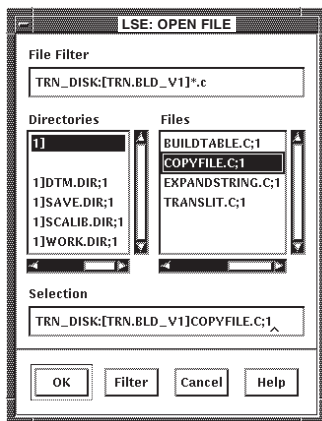 LSE: OPEN FILE
File Filter
TRN_DISK:[TRN.BLD_V1]*.c
Directories
1]
1]DTM.DIR;1
1]SAVE.DIR;1
1]SCALIB.DIR;1
1]WORK.DIR;1
Files
BUILDTABLE.C;1
COPYFILE.C;1
EXPANDSTRING.C;1
TRANSLIT.C;1
Selection
TRN_DISK:[TRN.BLD_V1]COPYFILE.C;1
OK Filter Cancel Help